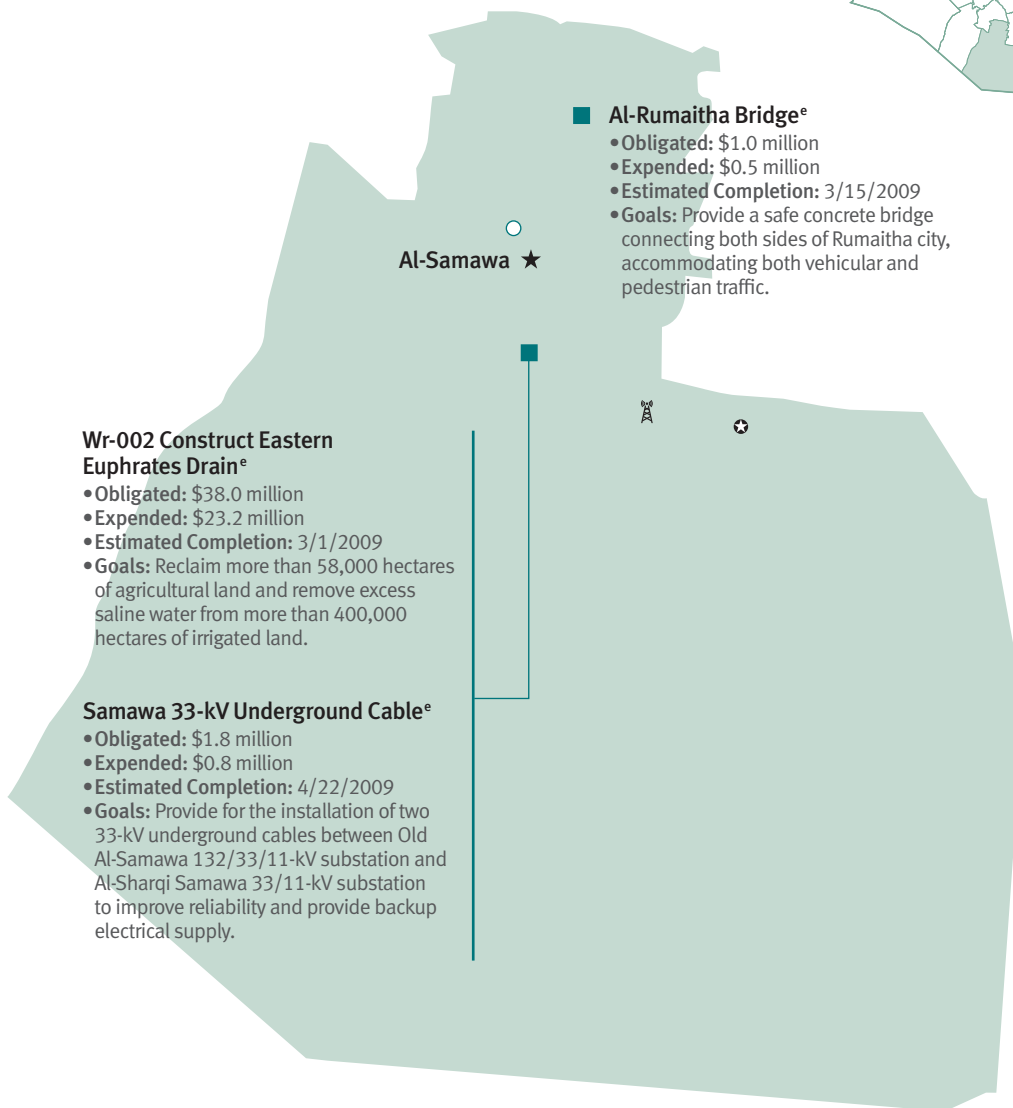 Al-Rumaitha Bridgeᵉ
•Obligated: $1.0 million
•Expended: $0.5 million
•Estimated Completion: 3/15/2009
•Goals: Provide a safe concrete bridge
connecting both sides of Rumaitha city,
accommodating both vehicular and
pedestrian traffic.
Al-Samawa ★
Wr-002 Construct Eastern
Euphrates Drainᵉ
•Obligated: $38.0 million
•Expended: $23.2 million
•Estimated Completion: 3/1/2009
•Goals: Reclaim more than 58,000 hectares
of agricultural land and remove excess
saline water from more than 400,000
hectares of irrigated land.
Samawa 33-kV Underground Cableᵉ
•Obligated: $1.8 million
•Expended: $0.8 million
•Estimated Completion: 4/22/2009
•Goals: Provide for the installation of two
33-kV underground cables between Old
Al-Samawa 132/33/11-kV substation and
Al-Sharqi Samawa 33/11-kV substation
to improve reliability and provide backup
electrical supply.